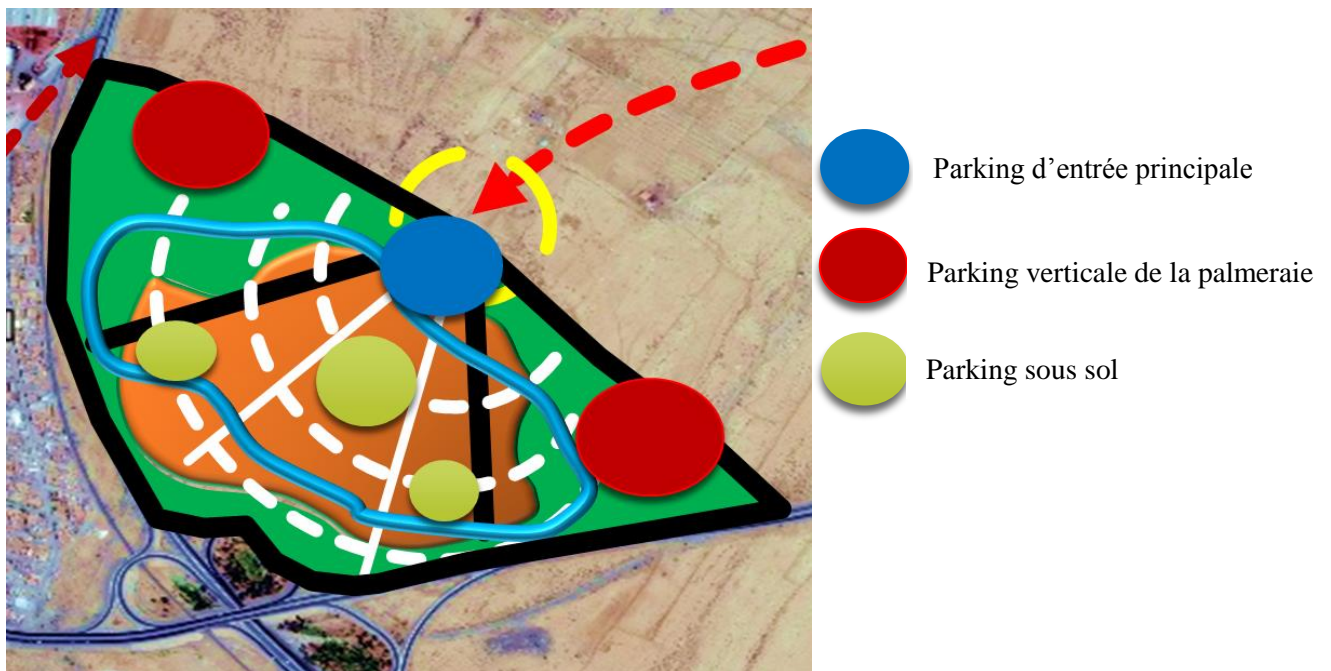 Parking d’entrée principale
Parking verticale de la palmeraie
Parking sous sol